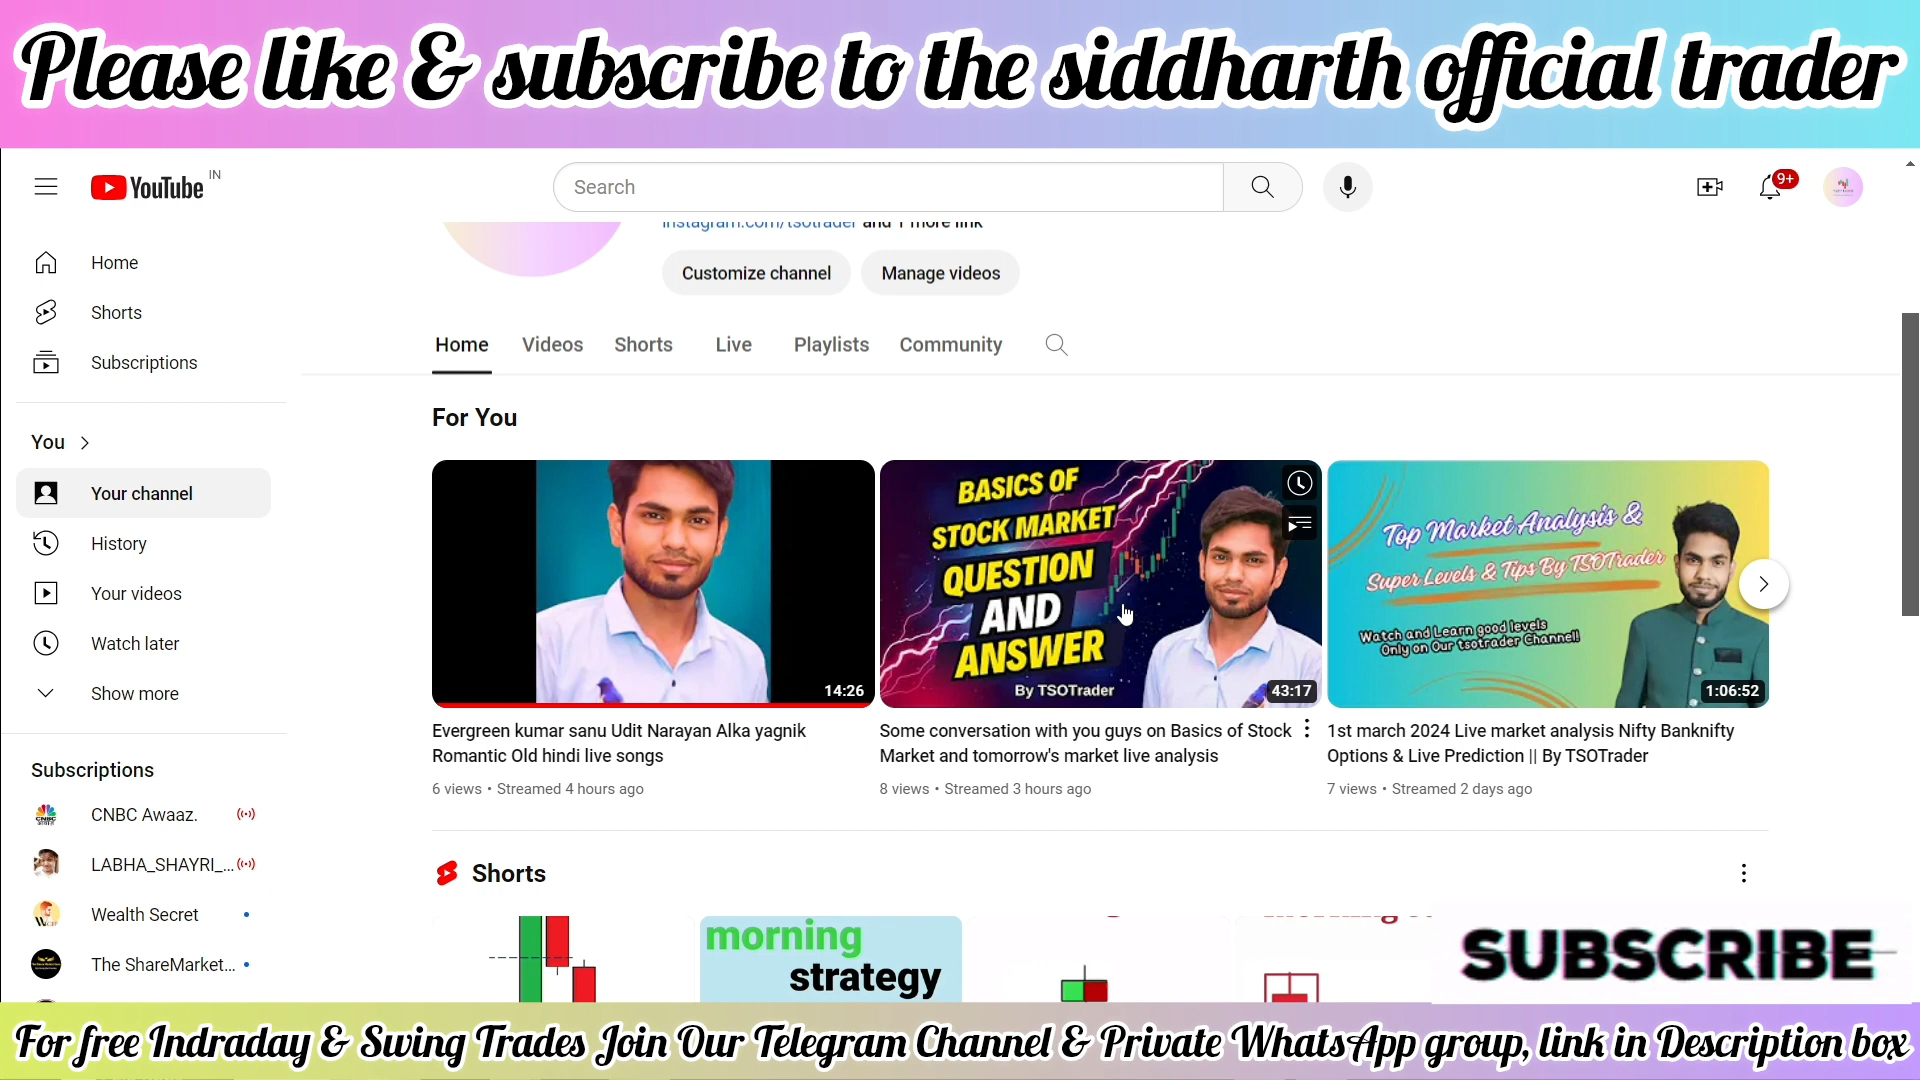 Please like & subscribe to the siddharth official trader
YouTube IN
Search
9+
instagram.com/tsotrader and 1 more link
Customize channel
Manage videos
Home
Shorts
Subscriptions
You
Your channel
History
Your videos
Watch later
Show more
Subscriptions
CNBC Awaaz.
LABHA_SHAYRI_...
Wealth Secret
The ShareMarket...
Home Videos Shorts Live Playlists Community
For You
14:26
Evergreen kumar sanu Udit Narayan Alka yagnik
Romantic Old hindi live songs
6 views • Streamed 4 hours ago
BASICS OF
STOCK MARKET
QUESTION
AND
ANSWER
By TSOTrader
43:17
Some conversation with you guys on Basics of Stock
Market and tomorrow's market live analysis
8 views • Streamed 3 hours ago
Top Market Analysis &
Super Levels & Tips By TSOTrader
Watch and Learn good levels
Only on Our tsotrader Channel!
1:06:52
1st march 2024 Live market analysis Nifty Banknifty
Options & Live Prediction || By TSOTrader
7 views • Streamed 2 days ago
Shorts
morning
strategy
SUBSCRIBE
For free Indraday & Swing Trades Join Our Telegram Channel & Private WhatsApp group, link in Description box